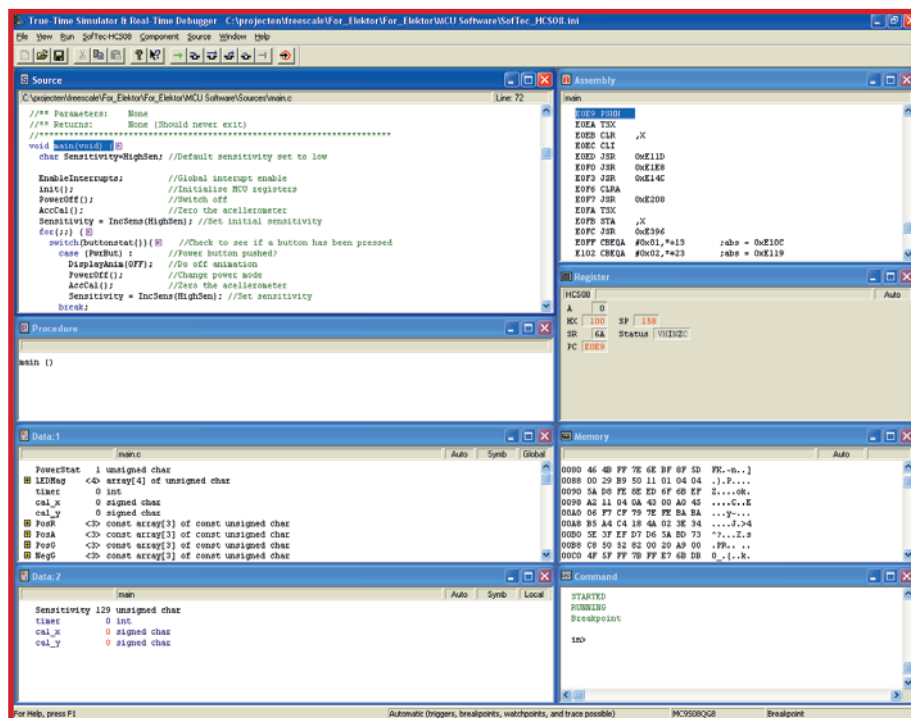 True-Time Simulator & Real-Time Debugger C:\projecten\freescale\For_Elektor\For_Elektor\MCU Software\SofTec_HCS08.ini
File View Run SofTec-HCS08 Component Source Window Help
Source
C:\projecten\freescale\For_Elektor\For_Elektor\MCU Software\Sources\main.c Line: 72
//** Parameters: None
//** Returns: None (Should never exit)
void main(void) {
char Sensitivity=HighSen; //Default sensitivity set to low
EnableInterrupts; //Global interupt enable
init(); //Initialise MCU registers
PowerOff(); //Switch off
AccCal(); //Zero the acellerometer
Sensitivity = IncSens(HighSen); //Set initial sensitivity
for(;;) {
switch(buttonstat()){ //Check to see if a button has been pressed
case (PwrBut) : //Power button pushed?
DisplayAnim(OFF); //Do off animation
PowerOff(); //Change power mode
AccCal(); //Zero the acellerometer
Sensitivity = IncSens(HighSen); //Set sensitivity
break;
Assembly
main
E0E9 PSHH
E0EA TSX
E0EB CLR ,X
E0EC CLI
E0ED JSR 0xE11D
E0F0 JSR 0xE1E8
E0F3 JSR 0xE14C
E0F6 CLRA
E0F7 JSR 0xE208
E0FA TSX
E0FB STA ,X
E0FC JSR 0xE396
E0FF CBEQA #0x01,*+13 ;abs = 0xE10C
E102 CBEQA #0x02,*+23 ;abs = 0xE119
Register
HCS08 Auto
A 0
HX 100 SP 158
SR 6A Status VHINZC
PC E0E9
Procedure
main ()
Data:1
main.c Auto Symb Global
PowerStat 1 unsigned char
LEDMag <4> array[4] of unsigned char
timer 0 int
cal_x 0 signed char
cal_y 0 signed char
PosR <3> const array[3] of const unsigned char
PosA <3> const array[3] of const unsigned char
PosG <3> const array[3] of const unsigned char
NegG <3> const array[3] of const unsigned char
Memory
Auto
0080 46 4B FF 7E 6E BF 8F 5D FK.~n..]
0088 00 29 B9 50 11 01 04 04 .).P....
0090 5A D8 FE 8E ED 6F 6B EF Z....ok.
0098 A2 11 04 0A 43 00 A0 45 ....C..E
00A0 06 F7 CF 79 7E FE BA BA ...y~...
00A8 B5 A4 C4 18 4A 02 3E 34 ....J.>4
00B0 5E 3F EF D7 D6 5A BD 73 ^?...Z.s
00B8 C8 50 52 82 00 20 A9 00 .PR.. ..
00C0 4F 5F FF 7B FF E7 6B DB O_.{..k.
Data:2
main Auto Symb Local
Sensitivity 129 unsigned char
timer 0 int
cal_x 0 signed char
cal_y 0 signed char
Command
STARTED
RUNNING
Breakpoint
in>
For Help, press F1 Automatic (triggers, breakpoints, watchpoints, and trace possible) MC9S08QG8 Breakpoint